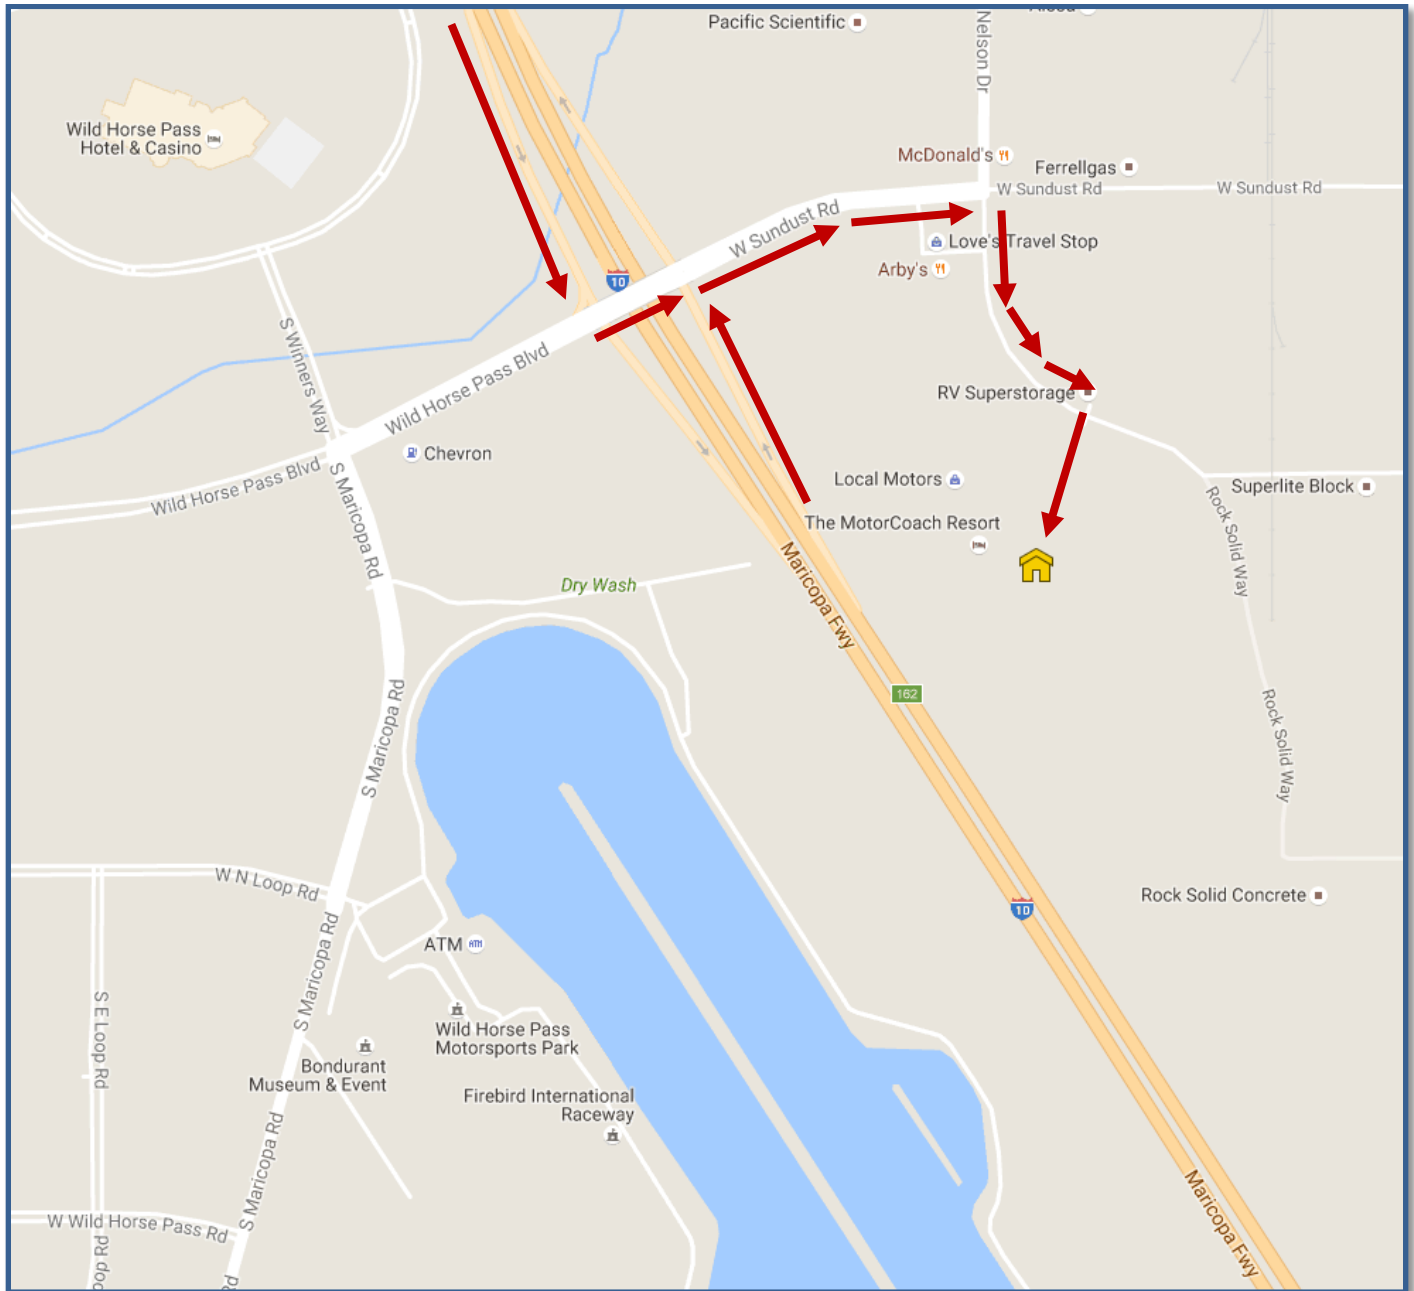 Pacific Scientific
Nelson Dr
Wild Horse Pass
Hotel & Casino
McDonald's
Ferrellgas
W Sundust Rd
W Sundust Rd
W Sundust Rd
Love's Travel Stop
Arby's
10
S Winners Way
Wild Horse Pass Blvd
RV Superstorage
Chevron
Wild Horse Pass Blvd
S Maricopa Rd
Local Motors
Superlite Block
The MotorCoach Resort
Rock Solid Way
Maricopa Fwy
Dry Wash
162
S Maricopa Rd
Rock Solid Way
W N Loop Rd
Rock Solid Concrete
10
ATM
ATM
S Maricopa Rd
S E Loop Rd
Wild Horse Pass
Motorsports Park
Bondurant
Museum & Event
Firebird International
Raceway
S Maricopa Rd
Maricopa Fwy
W Wild Horse Pass Rd
oop Rd
Rd